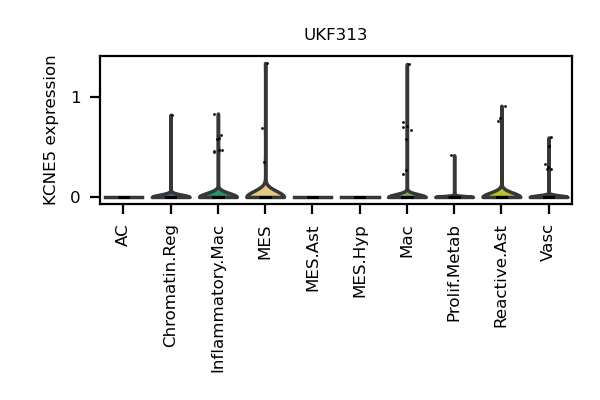 UKF313
KCNE5 expression
1
0
AC
Chromatin.Reg
Inflammatory.Mac
MES
MES.Ast
MES.Hyp
Mac
Prolif.Metab
Reactive.Ast
Vasc